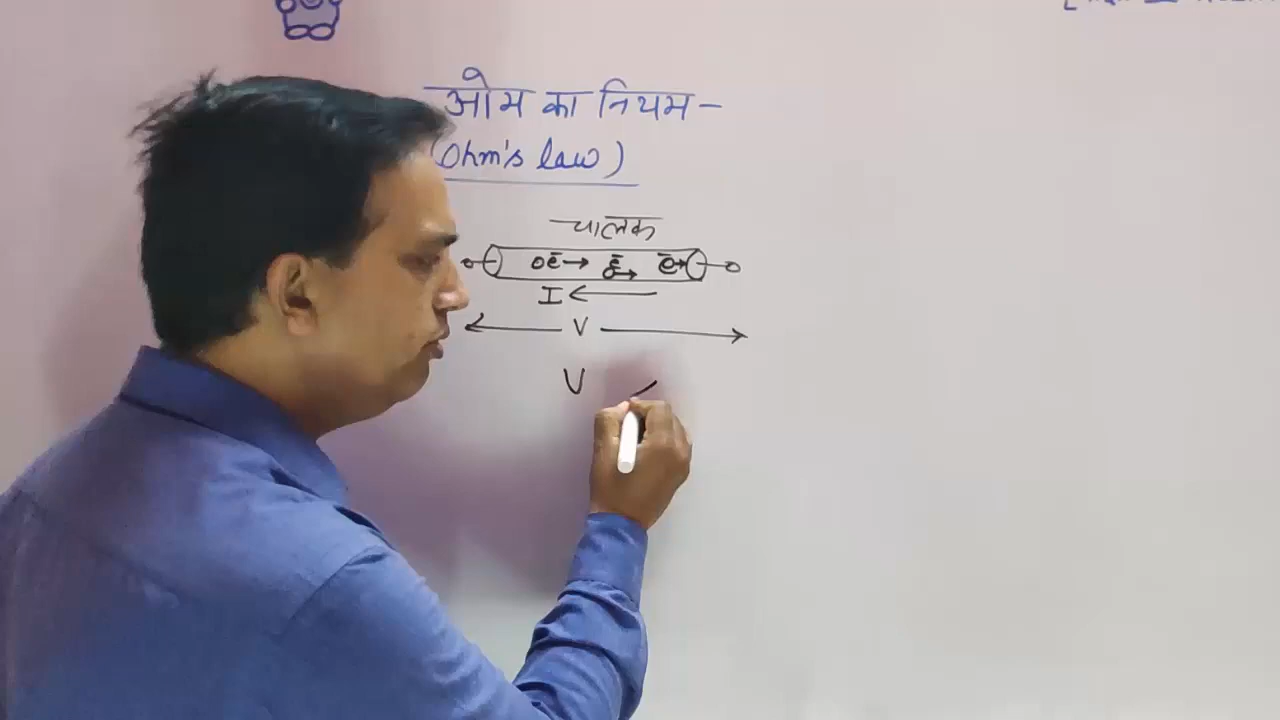 ओम का नियम -
(Ohm's law)
चालक
e̅→ e̅→ e̅→
I ←
V
V